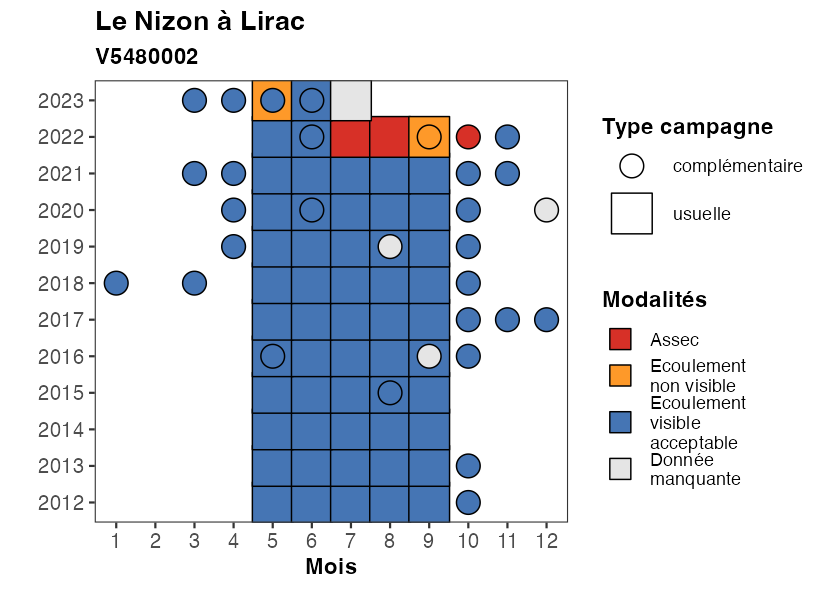 Le Nizon à Lirac
V5480002
2023
2022
2021
2020
2019
2018
2017
2016
2015
2014
2013
2012
1 2 3 4 5 6 7 8 9 10 11 12
Mois
Type campagne
complémentaire
usuelle
Modalités
Assec
Ecoulement
non visible
Ecoulement
visible
acceptable
Donnée
manquante